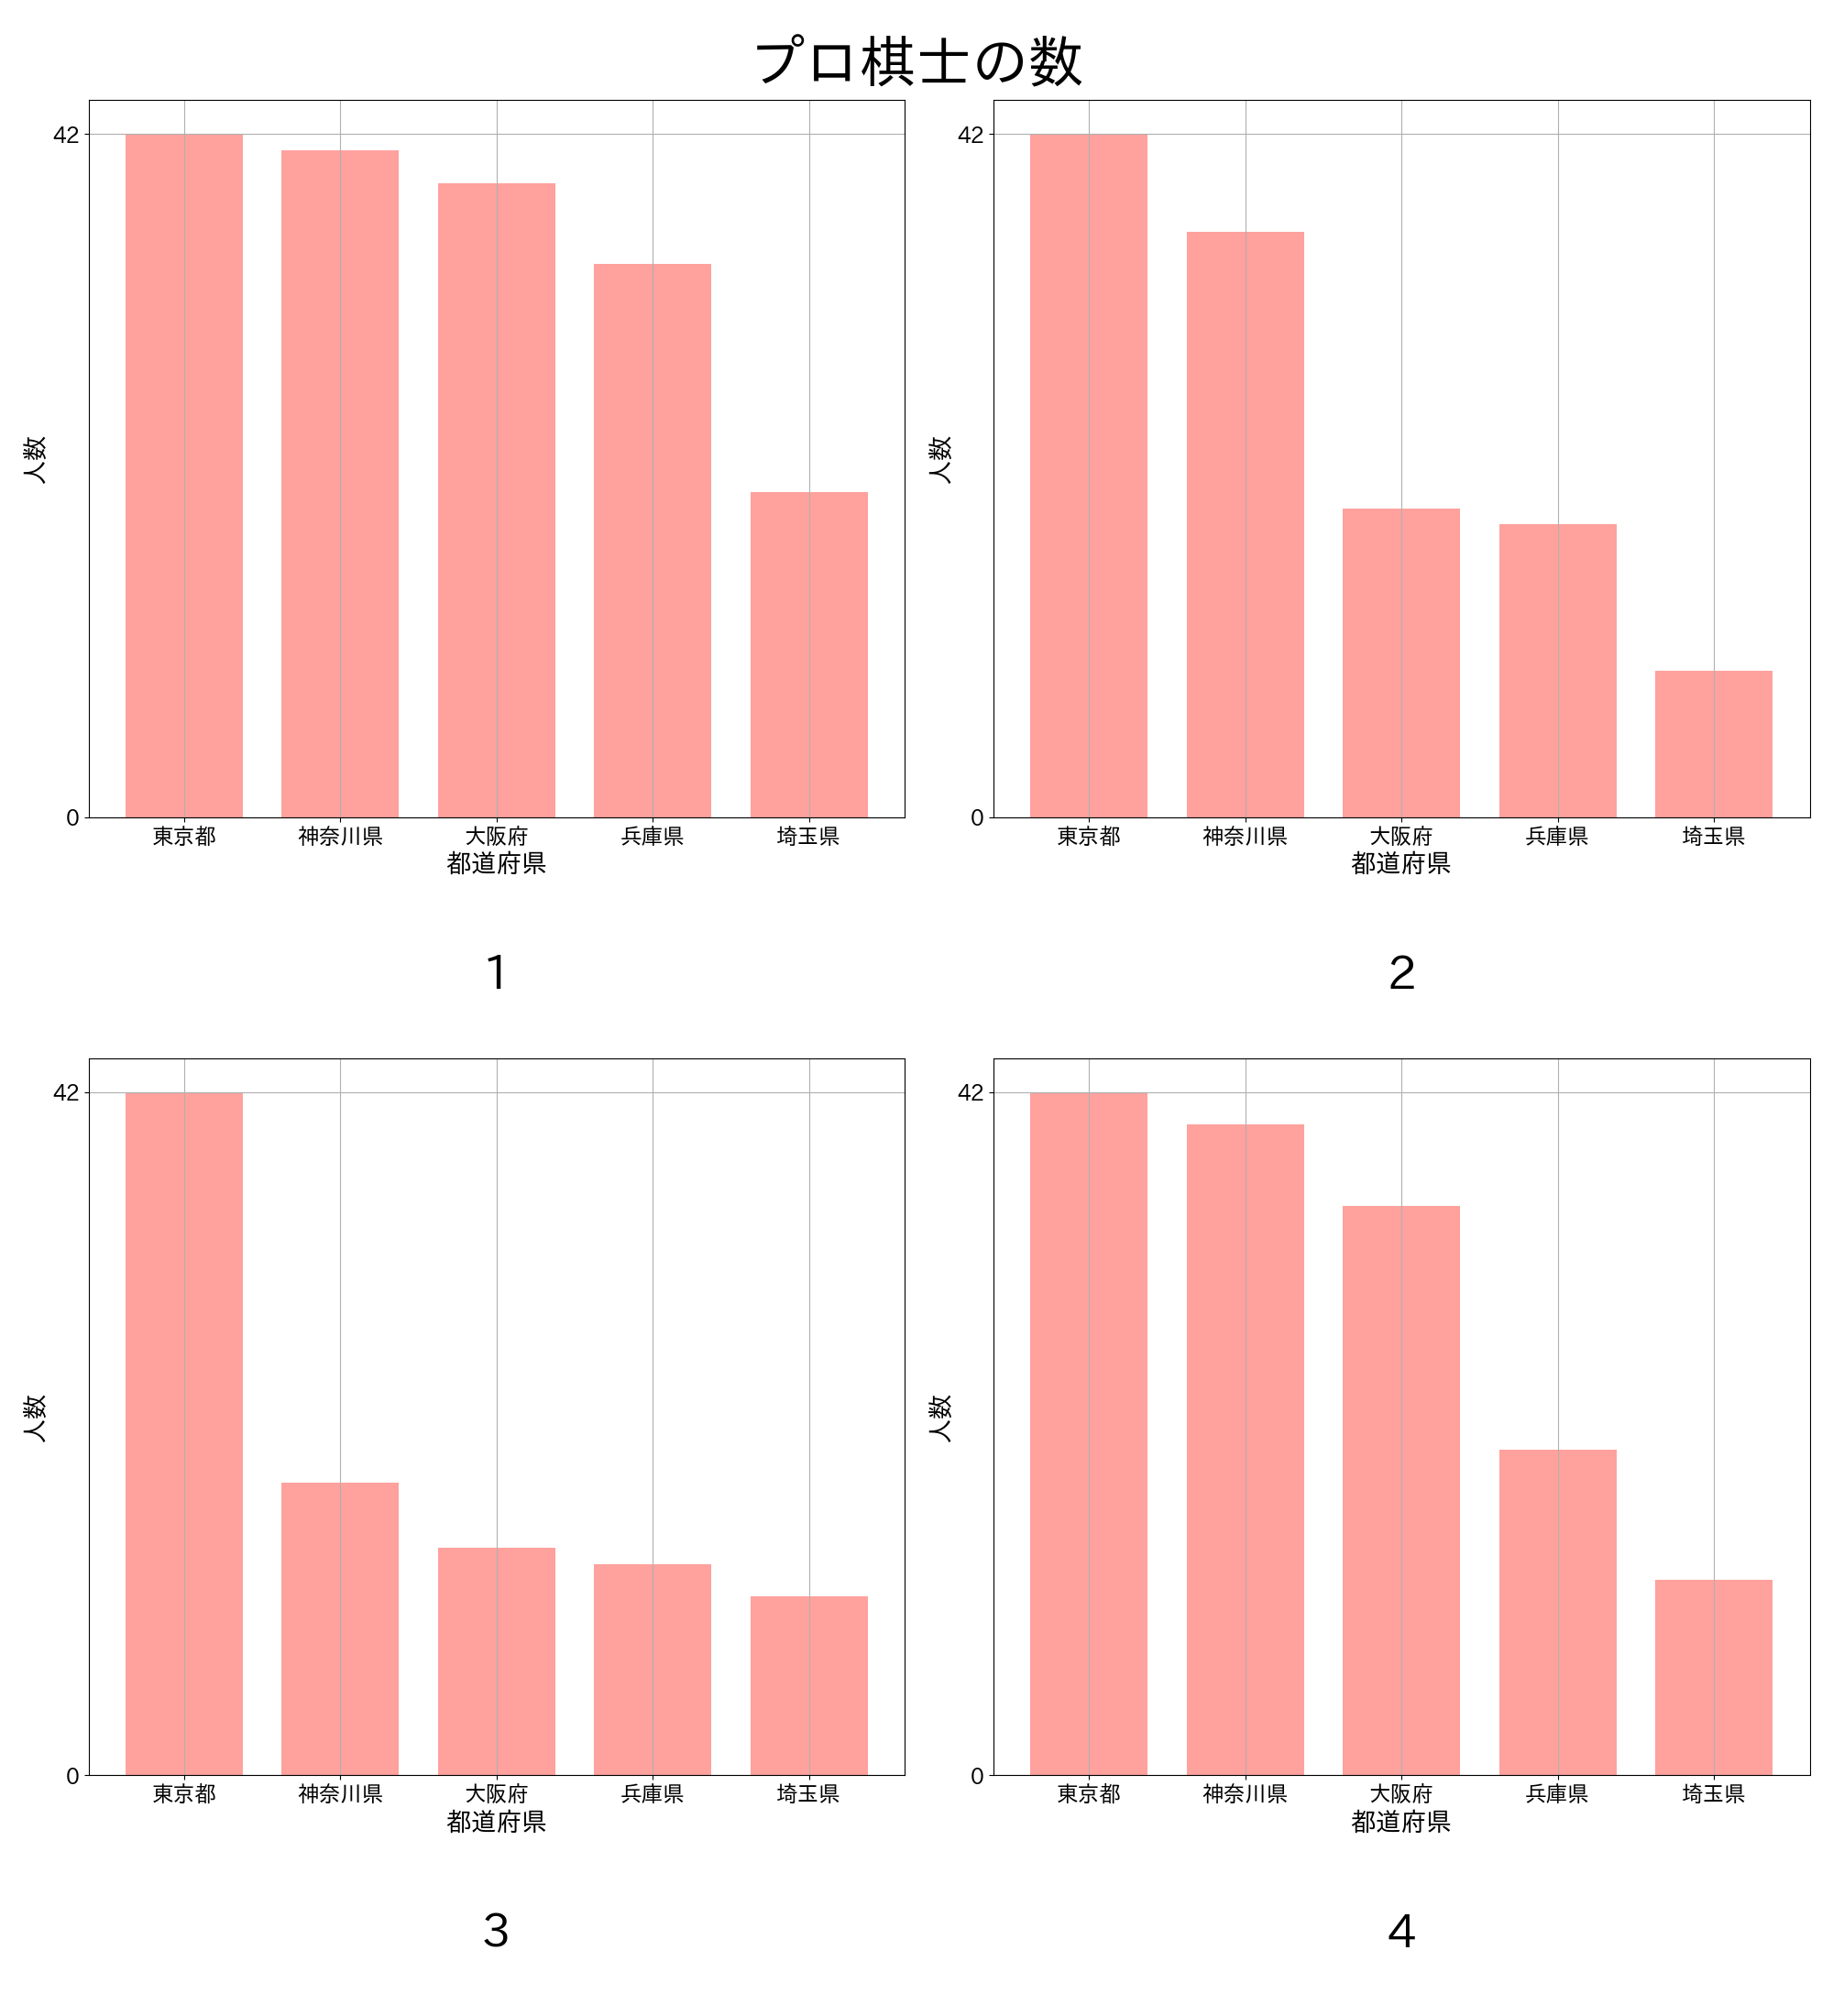 プロ棋士の数
42
0
人数
東京都 神奈川県 大阪府 兵庫県 埼玉県
都道府県
1
42
0
人数
東京都 神奈川県 大阪府 兵庫県 埼玉県
都道府県
2
42
0
人数
東京都 神奈川県 大阪府 兵庫県 埼玉県
都道府県
3
42
0
人数
東京都 神奈川県 大阪府 兵庫県 埼玉県
都道府県
4